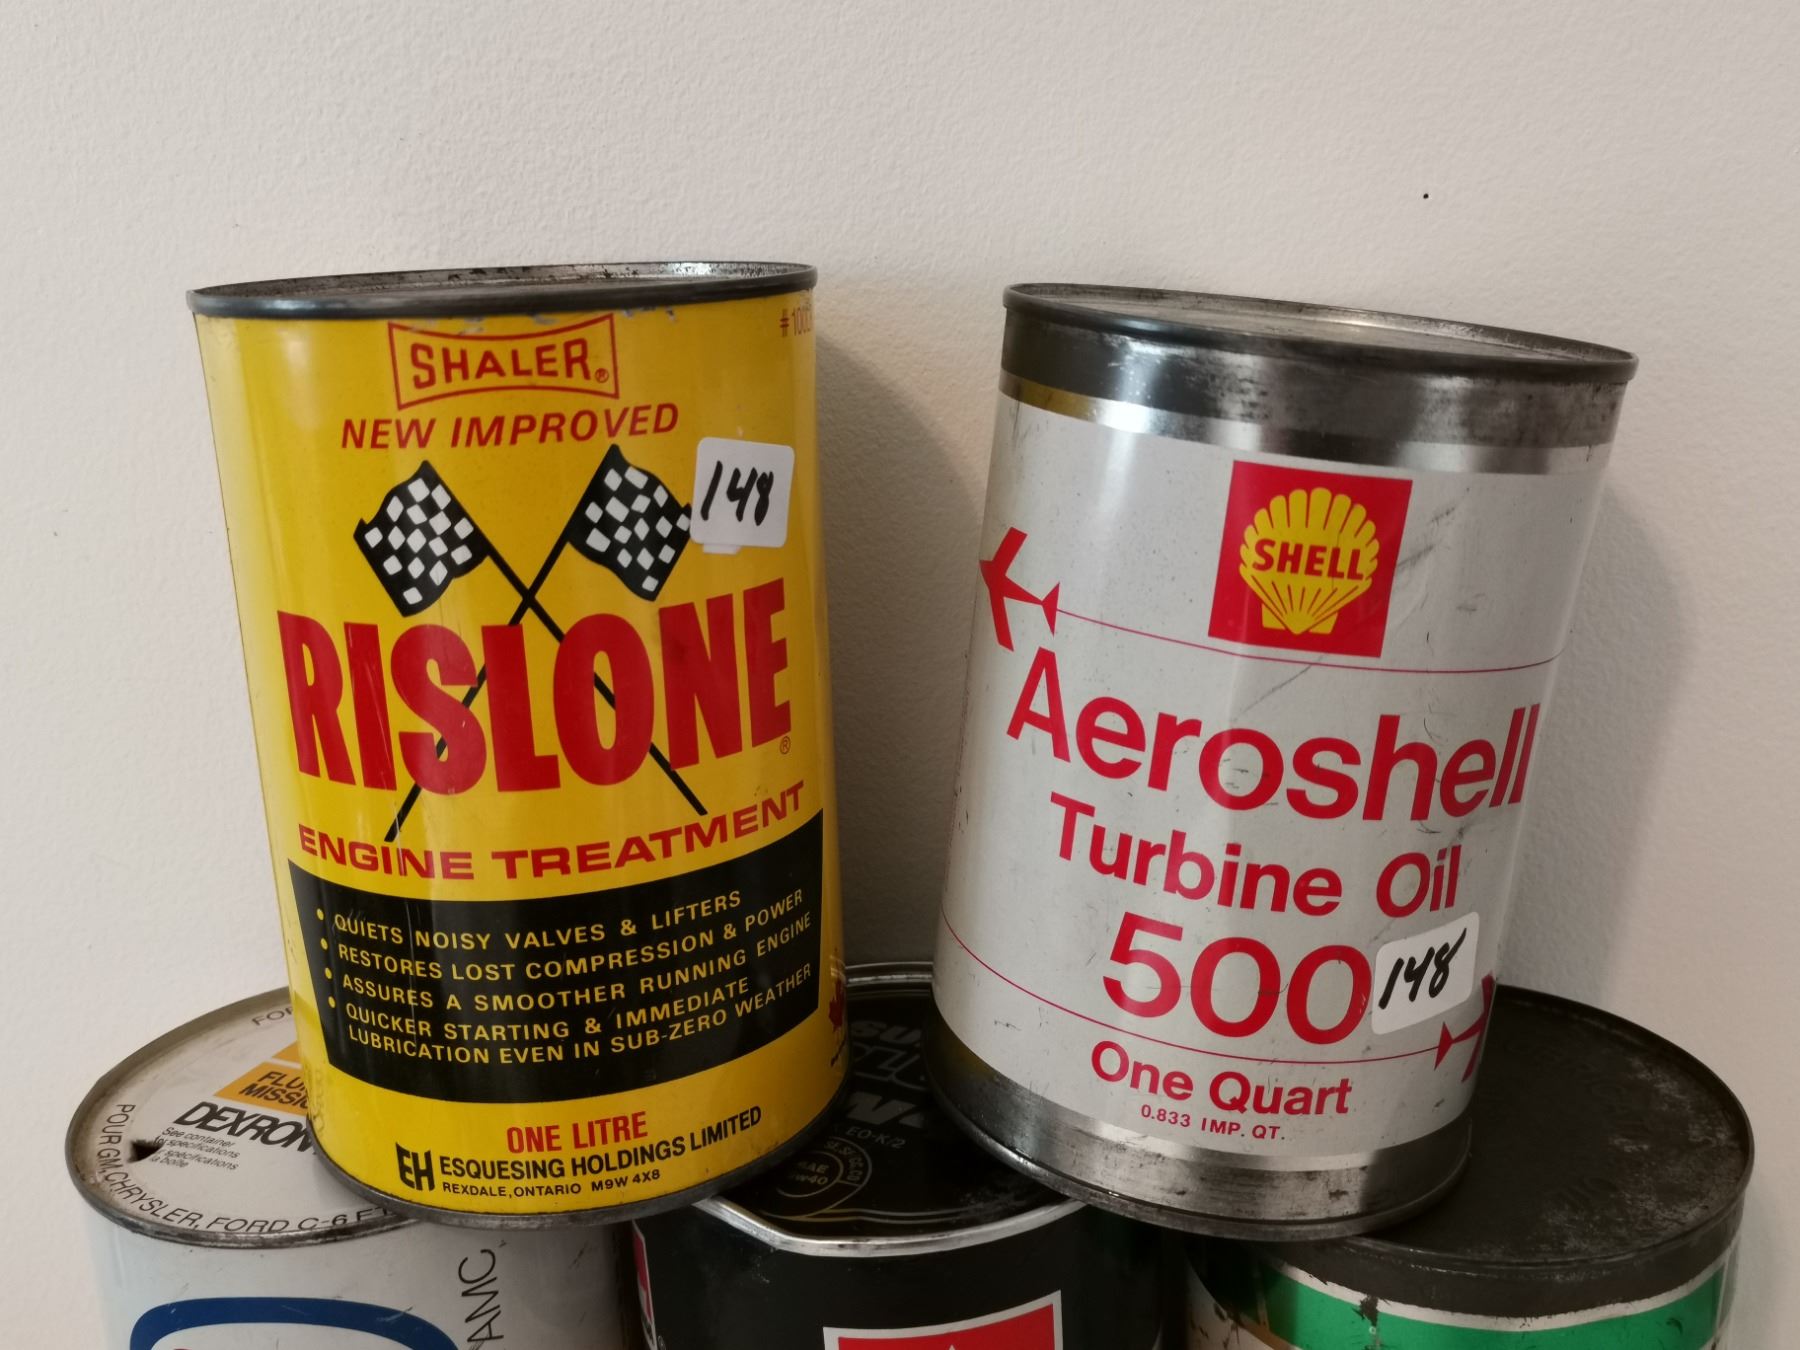 SHALER®
NEW IMPROVED
148
RISLONE®
ENGINE TREATMENT
• QUIETS NOISY VALVES & LIFTERS
• RESTORES LOST COMPRESSION & POWER
• ASSURES A SMOOTHER RUNNING ENGINE
• QUICKER STARTING & IMMEDIATE
LUBRICATION EVEN IN SUB-ZERO WEATHER
ONE LITRE
EH ESQUESING HOLDINGS LIMITED
REXDALE, ONTARIO M9W 4X8
SHELL
Aeroshell
Turbine Oil
500
148
One Quart
0.833 IMP. QT.
DEXRON
See container
POUR GM, CHRYSLER, FORD C-6
AMC